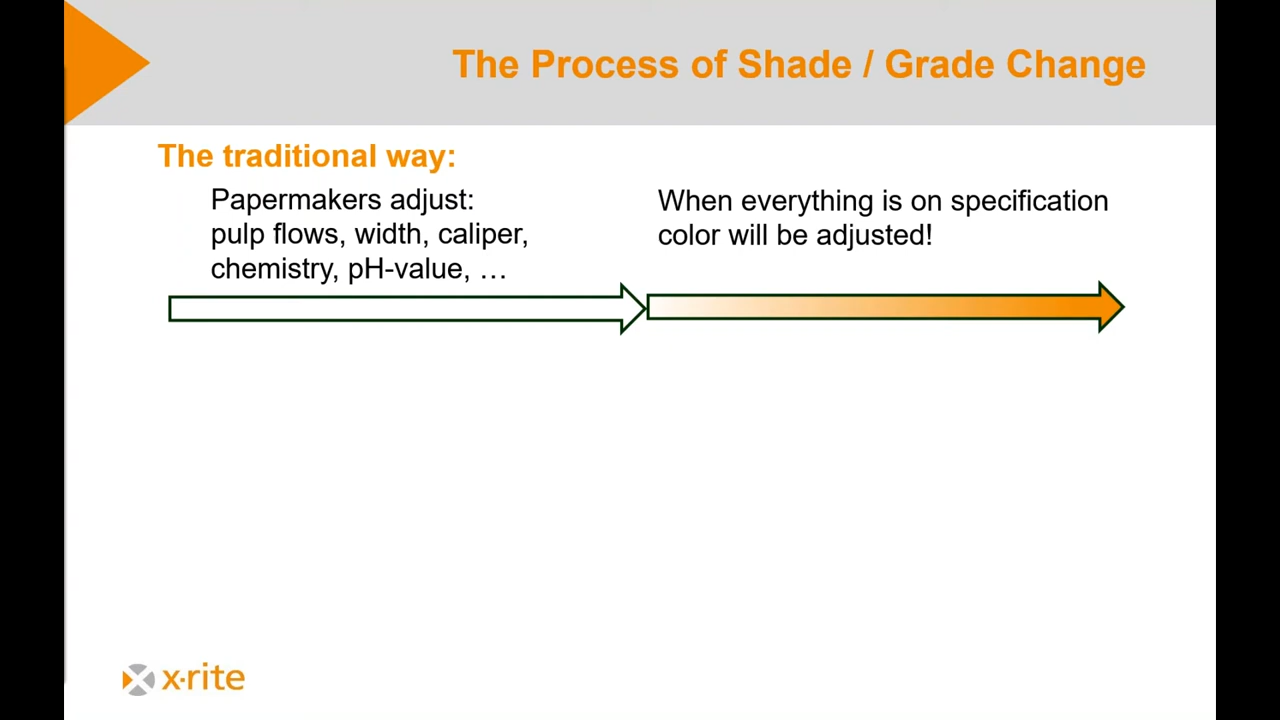 The Process of Shade / Grade Change
The traditional way:
Papermakers adjust:
pulp flows, width, caliper,
chemistry, pH-value, …
When everything is on specification
color will be adjusted!
x·rite